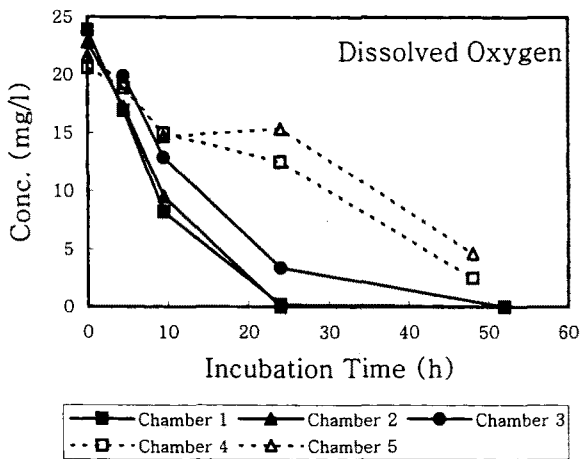 Dissolved Oxygen
Conc. (mg/l)
25
20
15
10
5
0
0 10 20 30 40 50 60
Incubation Time (h)
Chamber 1 Chamber 2 Chamber 3
Chamber 4 Chamber 5